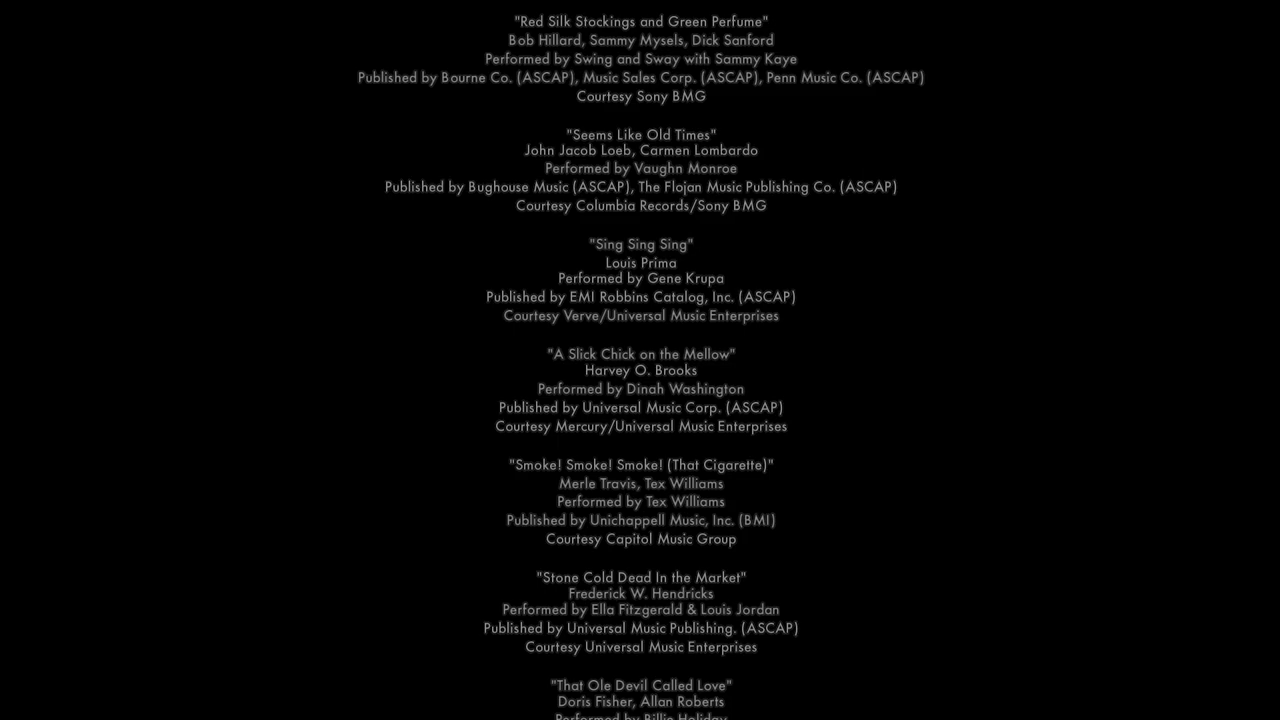 "Red Silk Stockings and Green Perfume"
Bob Hillard, Sammy Mysels, Dick Sanford
Performed by Swing and Sway with Sammy Kaye
Published by Bourne Co. (ASCAP), Music Sales Corp. (ASCAP), Penn Music Co. (ASCAP)
Courtesy Sony BMG
"Seems Like Old Times"
John Jacob Loeb, Carmen Lombardo
Performed by Vaughn Monroe
Published by Bughouse Music (ASCAP), The Flojan Music Publishing Co. (ASCAP)
Courtesy Columbia Records/Sony BMG
"Sing Sing Sing"
Louis Prima
Performed by Gene Krupa
Published by EMI Robbins Catalog, Inc. (ASCAP)
Courtesy Verve/Universal Music Enterprises
"A Slick Chick on the Mellow"
Harvey O. Brooks
Performed by Dinah Washington
Published by Universal Music Corp. (ASCAP)
Courtesy Mercury/Universal Music Enterprises
"Smoke! Smoke! Smoke! (That Cigarette)"
Merle Travis, Tex Williams
Performed by Tex Williams
Published by Unichappell Music, Inc. (BMI)
Courtesy Capitol Music Group
"Stone Cold Dead In the Market"
Frederick W. Hendricks
Performed by Ella Fitzgerald & Louis Jordan
Published by Universal Music Publishing. (ASCAP)
Courtesy Universal Music Enterprises
"That Ole Devil Called Love"
Doris Fisher, Allan Roberts
Performed by Billie Holiday